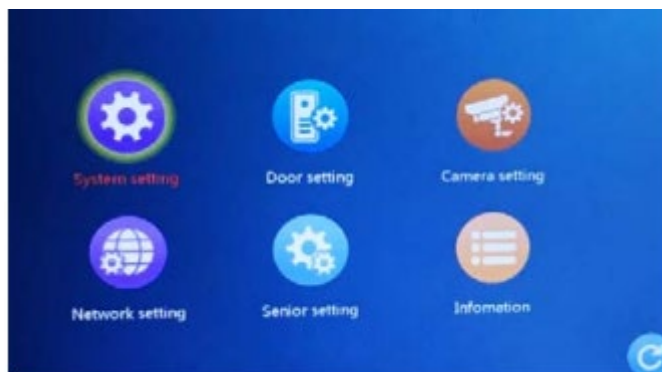 System setting
Door setting
Camera setting
Network setting
Senior setting
Infomation